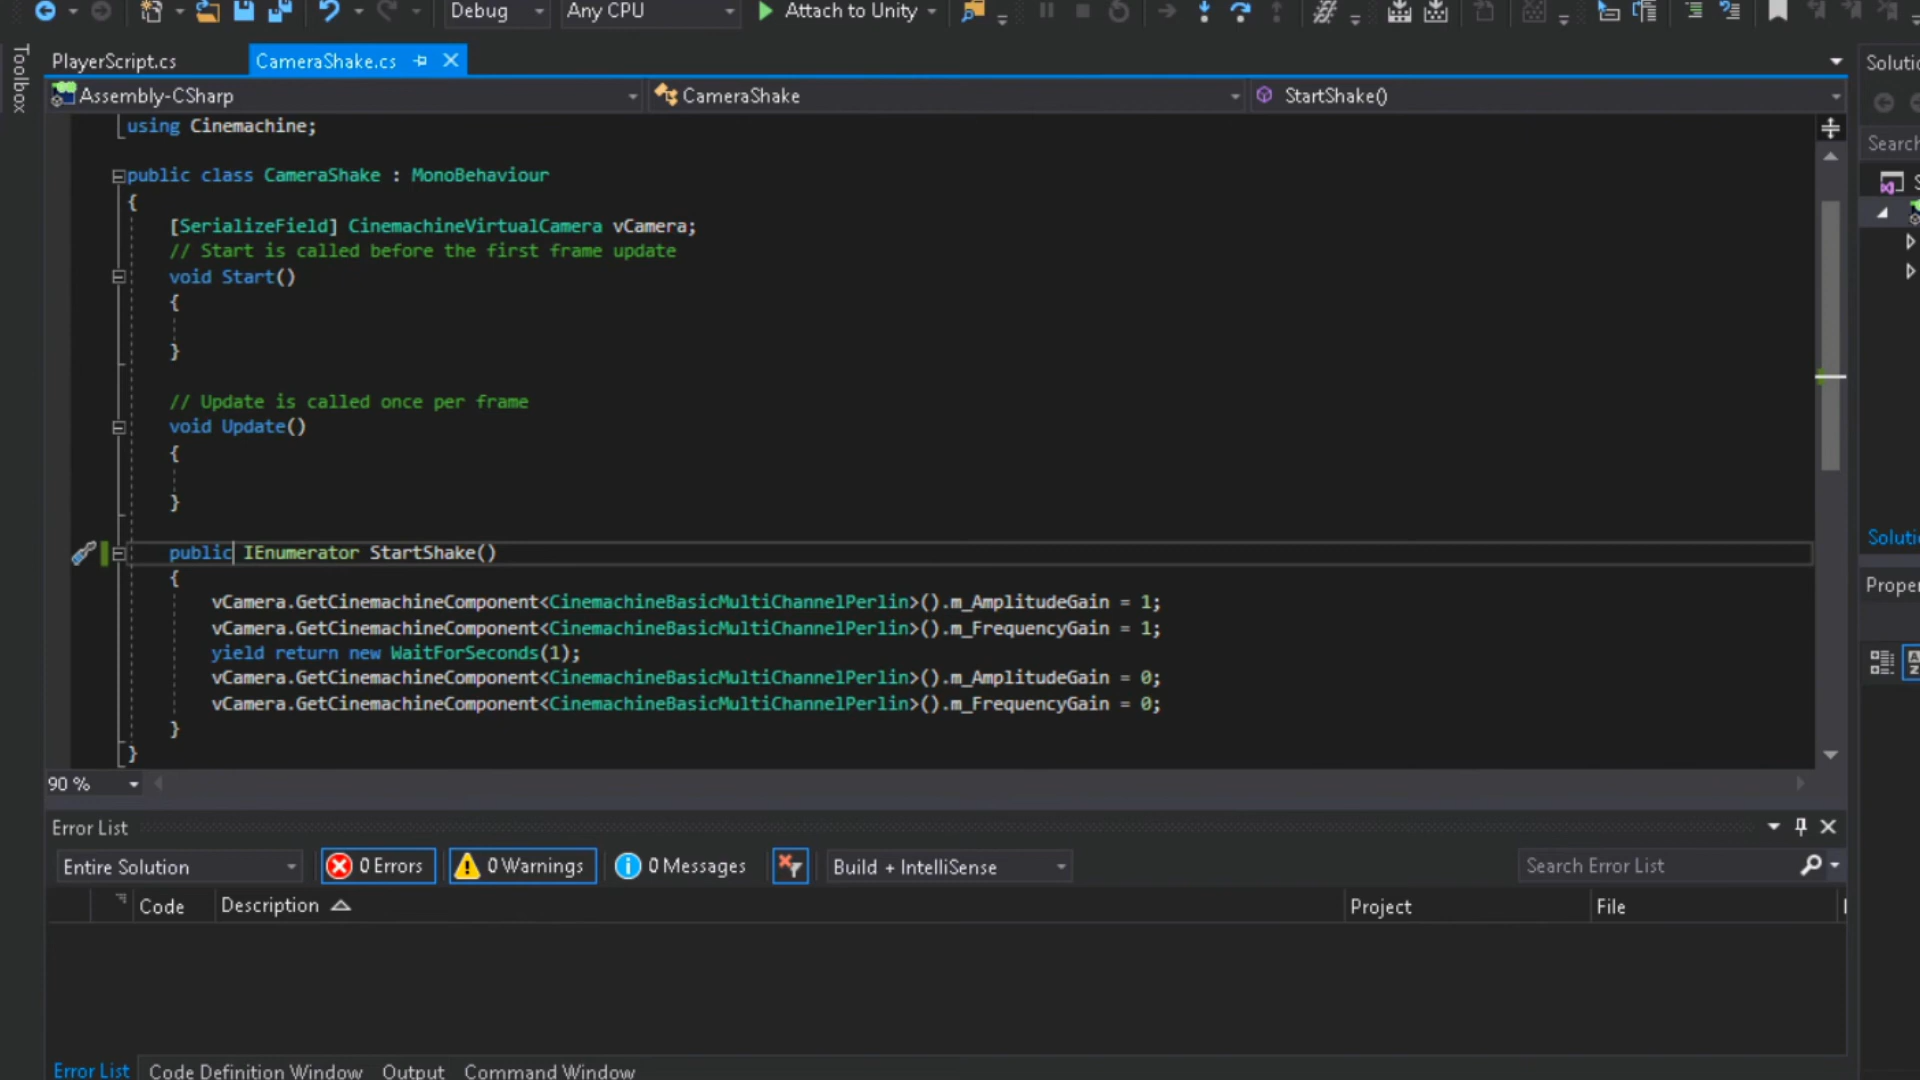 Debug
Any CPU
Attach to Unity
Toolbox
PlayerScript.cs
CameraShake.cs
Assembly-CSharp
CameraShake
StartShake()
using Cinemachine;
public class CameraShake : MonoBehaviour
{
[SerializeField] CinemachineVirtualCamera vCamera;
// Start is called before the first frame update
void Start()
{
}
// Update is called once per frame
void Update()
{
}
public IEnumerator StartShake()
{
vCamera.GetCinemachineComponent<CinemachineBasicMultiChannelPerlin>().m_AmplitudeGain = 1;
vCamera.GetCinemachineComponent<CinemachineBasicMultiChannelPerlin>().m_FrequencyGain = 1;
yield return new WaitForSeconds(1);
vCamera.GetCinemachineComponent<CinemachineBasicMultiChannelPerlin>().m_AmplitudeGain = 0;
vCamera.GetCinemachineComponent<CinemachineBasicMultiChannelPerlin>().m_FrequencyGain = 0;
}
}
90 %
Error List
Entire Solution
0 Errors
0 Warnings
0 Messages
Build + IntelliSense
Search Error List
Code
Description
Project
File
Error List
Code Definition Window
Output
Command Window
Soluti
Search
Soluti
Proper